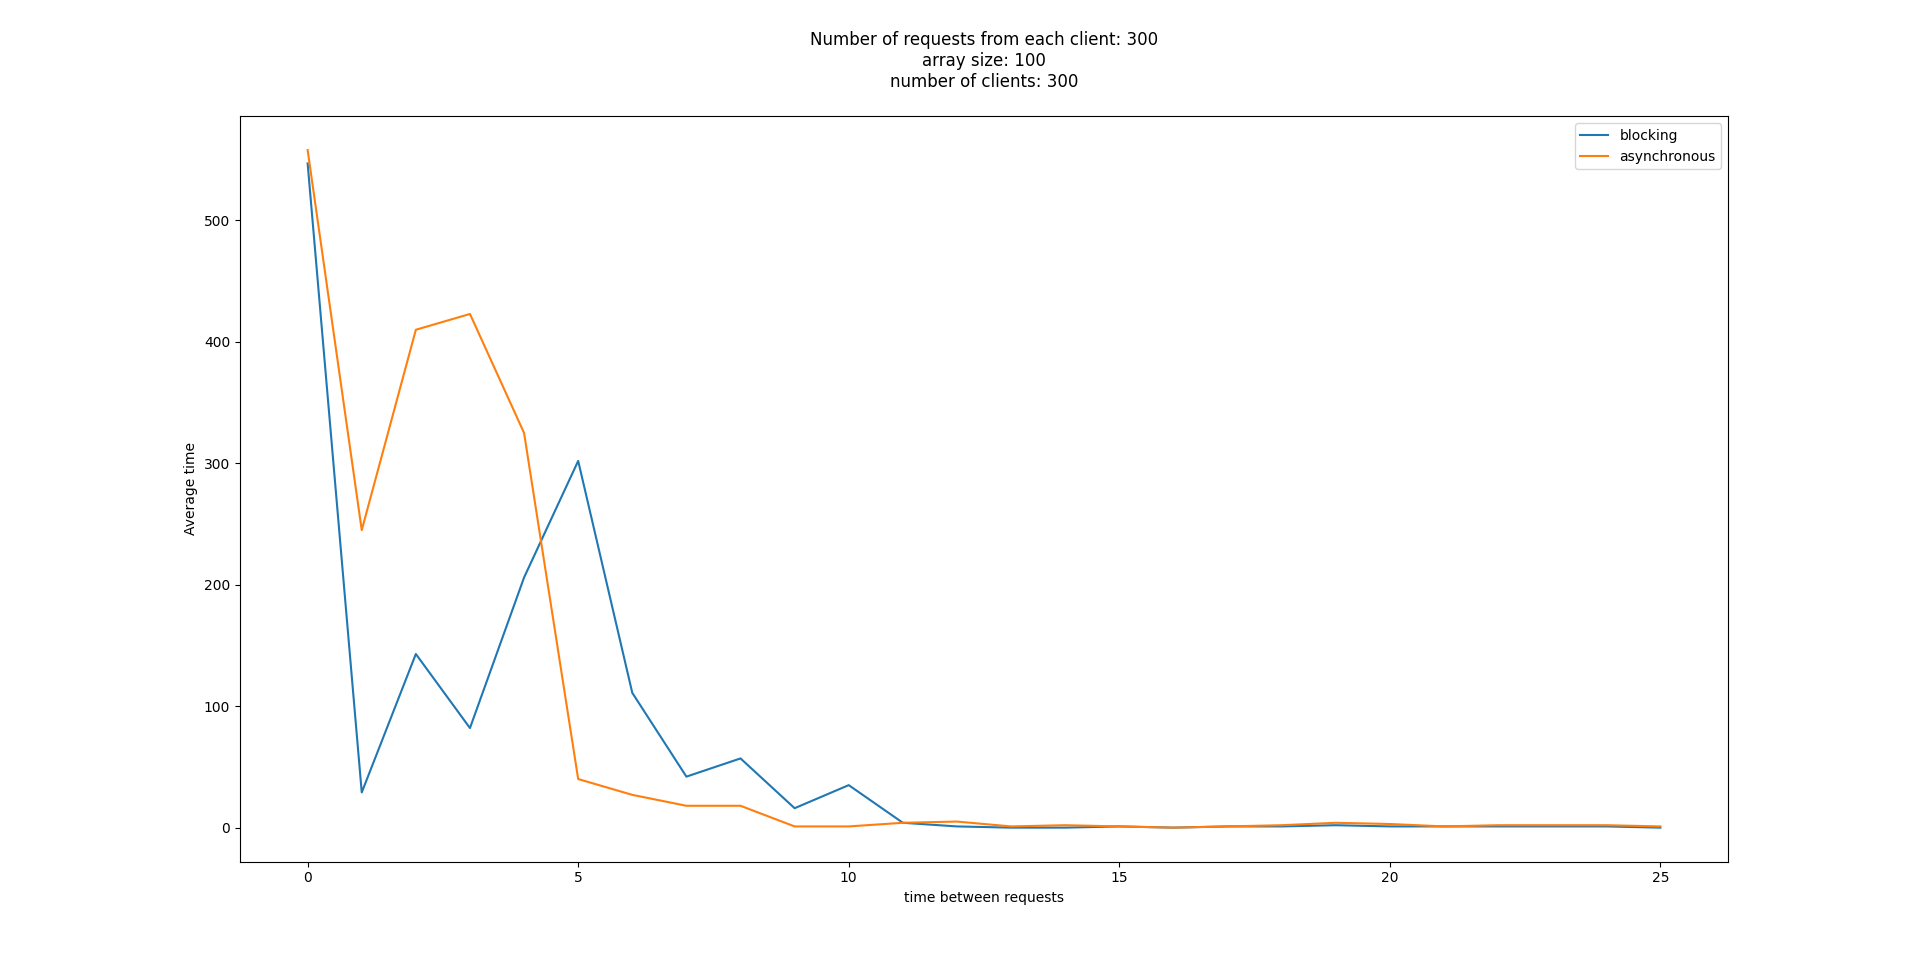 Number of requests from each client: 300
array size: 100
number of clients: 300
blocking
asynchronous
500
400
300
200
100
0
Average time
0 5 10 15 20 25
time between requests